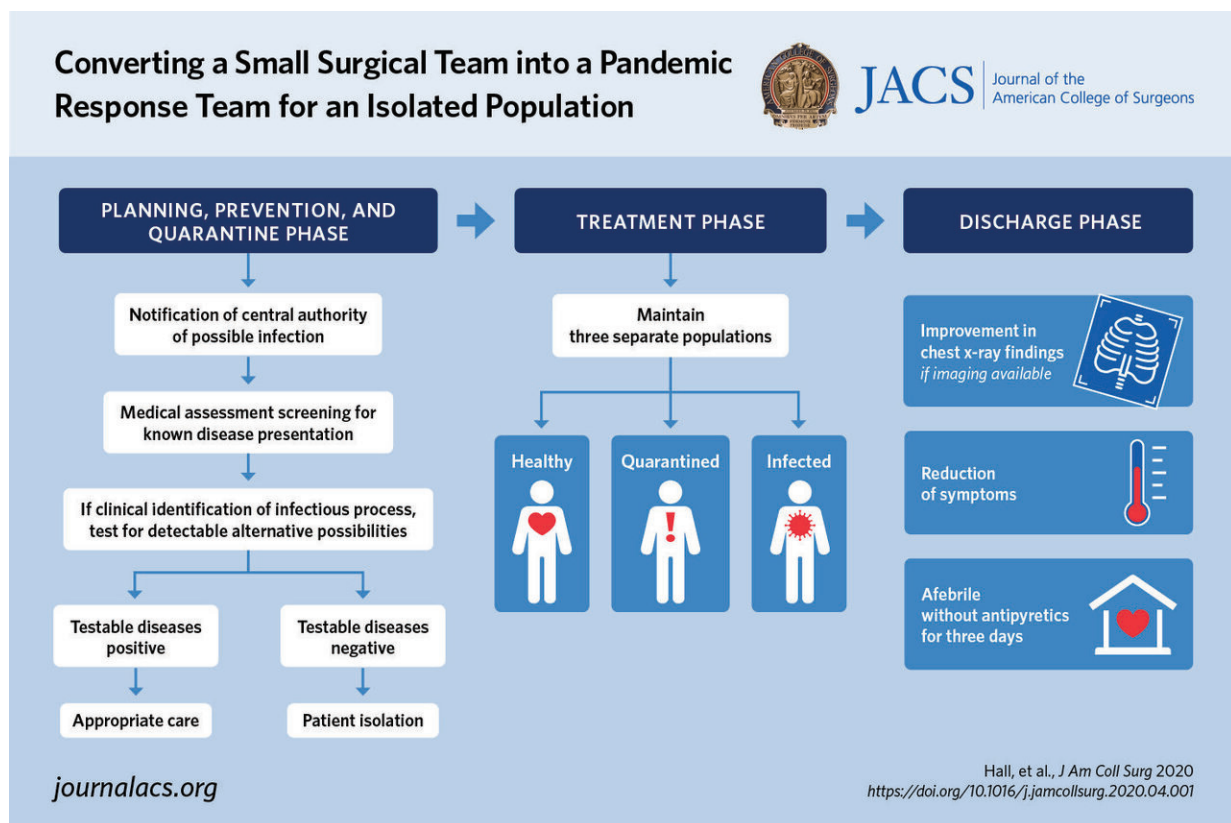 Converting a Small Surgical Team into a Pandemic
Response Team for an Isolated Population
JACS
Journal of the
American College of Surgeons
PLANNING, PREVENTION, AND
QUARANTINE PHASE
Notification of central authority
of possible infection
Medical assessment screening for
known disease presentation
If clinical identification of infectious process,
test for detectable alternative possibilities
Testable diseases
positive
Testable diseases
negative
Appropriate care
Patient isolation
TREATMENT PHASE
Maintain
three separate populations
Healthy
Quarantined
Infected
DISCHARGE PHASE
Improvement in
chest x-ray findings
if imaging available
Reduction
of symptoms
Afebrile
without antipyretics
for three days
journalacs.org
Hall, et al., J Am Coll Surg 2020
https://doi.org/10.1016/j.jamcollsurg.2020.04.001